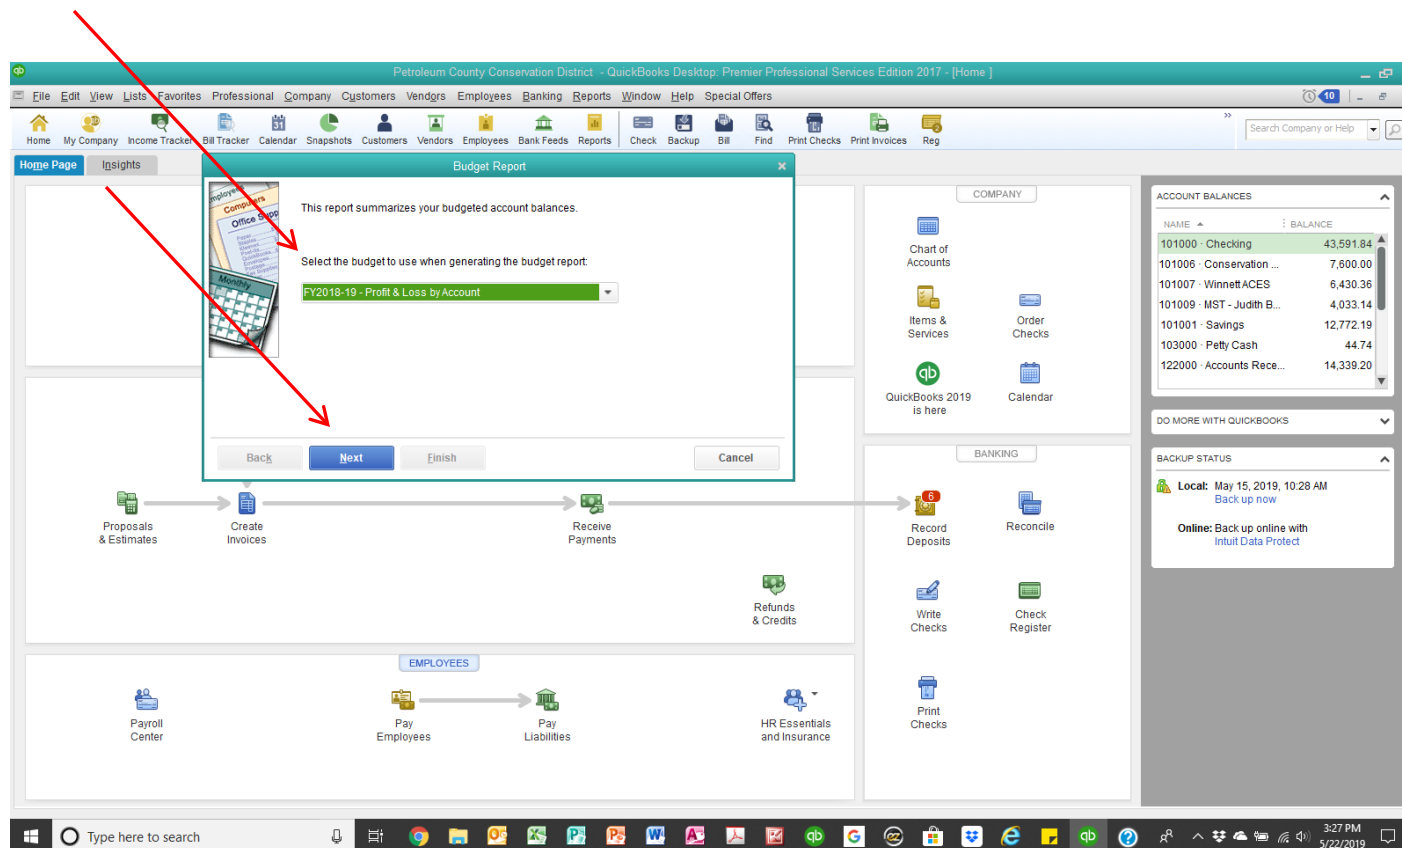 Petroleum County Conservation District - QuickBooks Desktop: Premier Professional Services Edition 2017 - [Home ]
File Edit View Lists Favorites Professional Company Customers Vendors Employees Banking Reports Window Help Special Offers
10
Home My Company Income Tracker Bill Tracker Calendar Snapshots Customers Vendors Employees Bank Feeds Reports Check Backup Bill Find Print Checks Print Invoices Reg
Search Company or Help
Home Page Insights
Budget Report
This report summarizes your budgeted account balances.
Select the budget to use when generating the budget report:
FY2018-19 - Profit & Loss by Account
Back Next Finish Cancel
employees
Computers
Office Supp
Monthly
Proposals
& Estimates
Create
Invoices
Receive
Payments
Refunds
& Credits
EMPLOYEES
Payroll
Center
Pay
Employees
Pay
Liabilities
HR Essentials
and Insurance
COMPANY
Chart of
Accounts
Items &
Services
Order
Checks
QuickBooks 2019
is here
Calendar
BANKING
6
Record
Deposits
Reconcile
Write
Checks
Check
Register
Print
Checks
ACCOUNT BALANCES
NAME BALANCE
101000 · Checking 43,591.84
101006 · Conservation ... 7,600.00
101007 · Winnett ACES 6,430.36
101009 · MST - Judith B... 4,033.14
101001 · Savings 12,772.19
103000 · Petty Cash 44.74
122000 · Accounts Rece... 14,339.20
DO MORE WITH QUICKBOOKS
BACKUP STATUS
Local: May 15, 2019, 10:28 AM
Back up now
Online: Back up online with
Intuit Data Protect
Type here to search
3:27 PM
5/22/2019